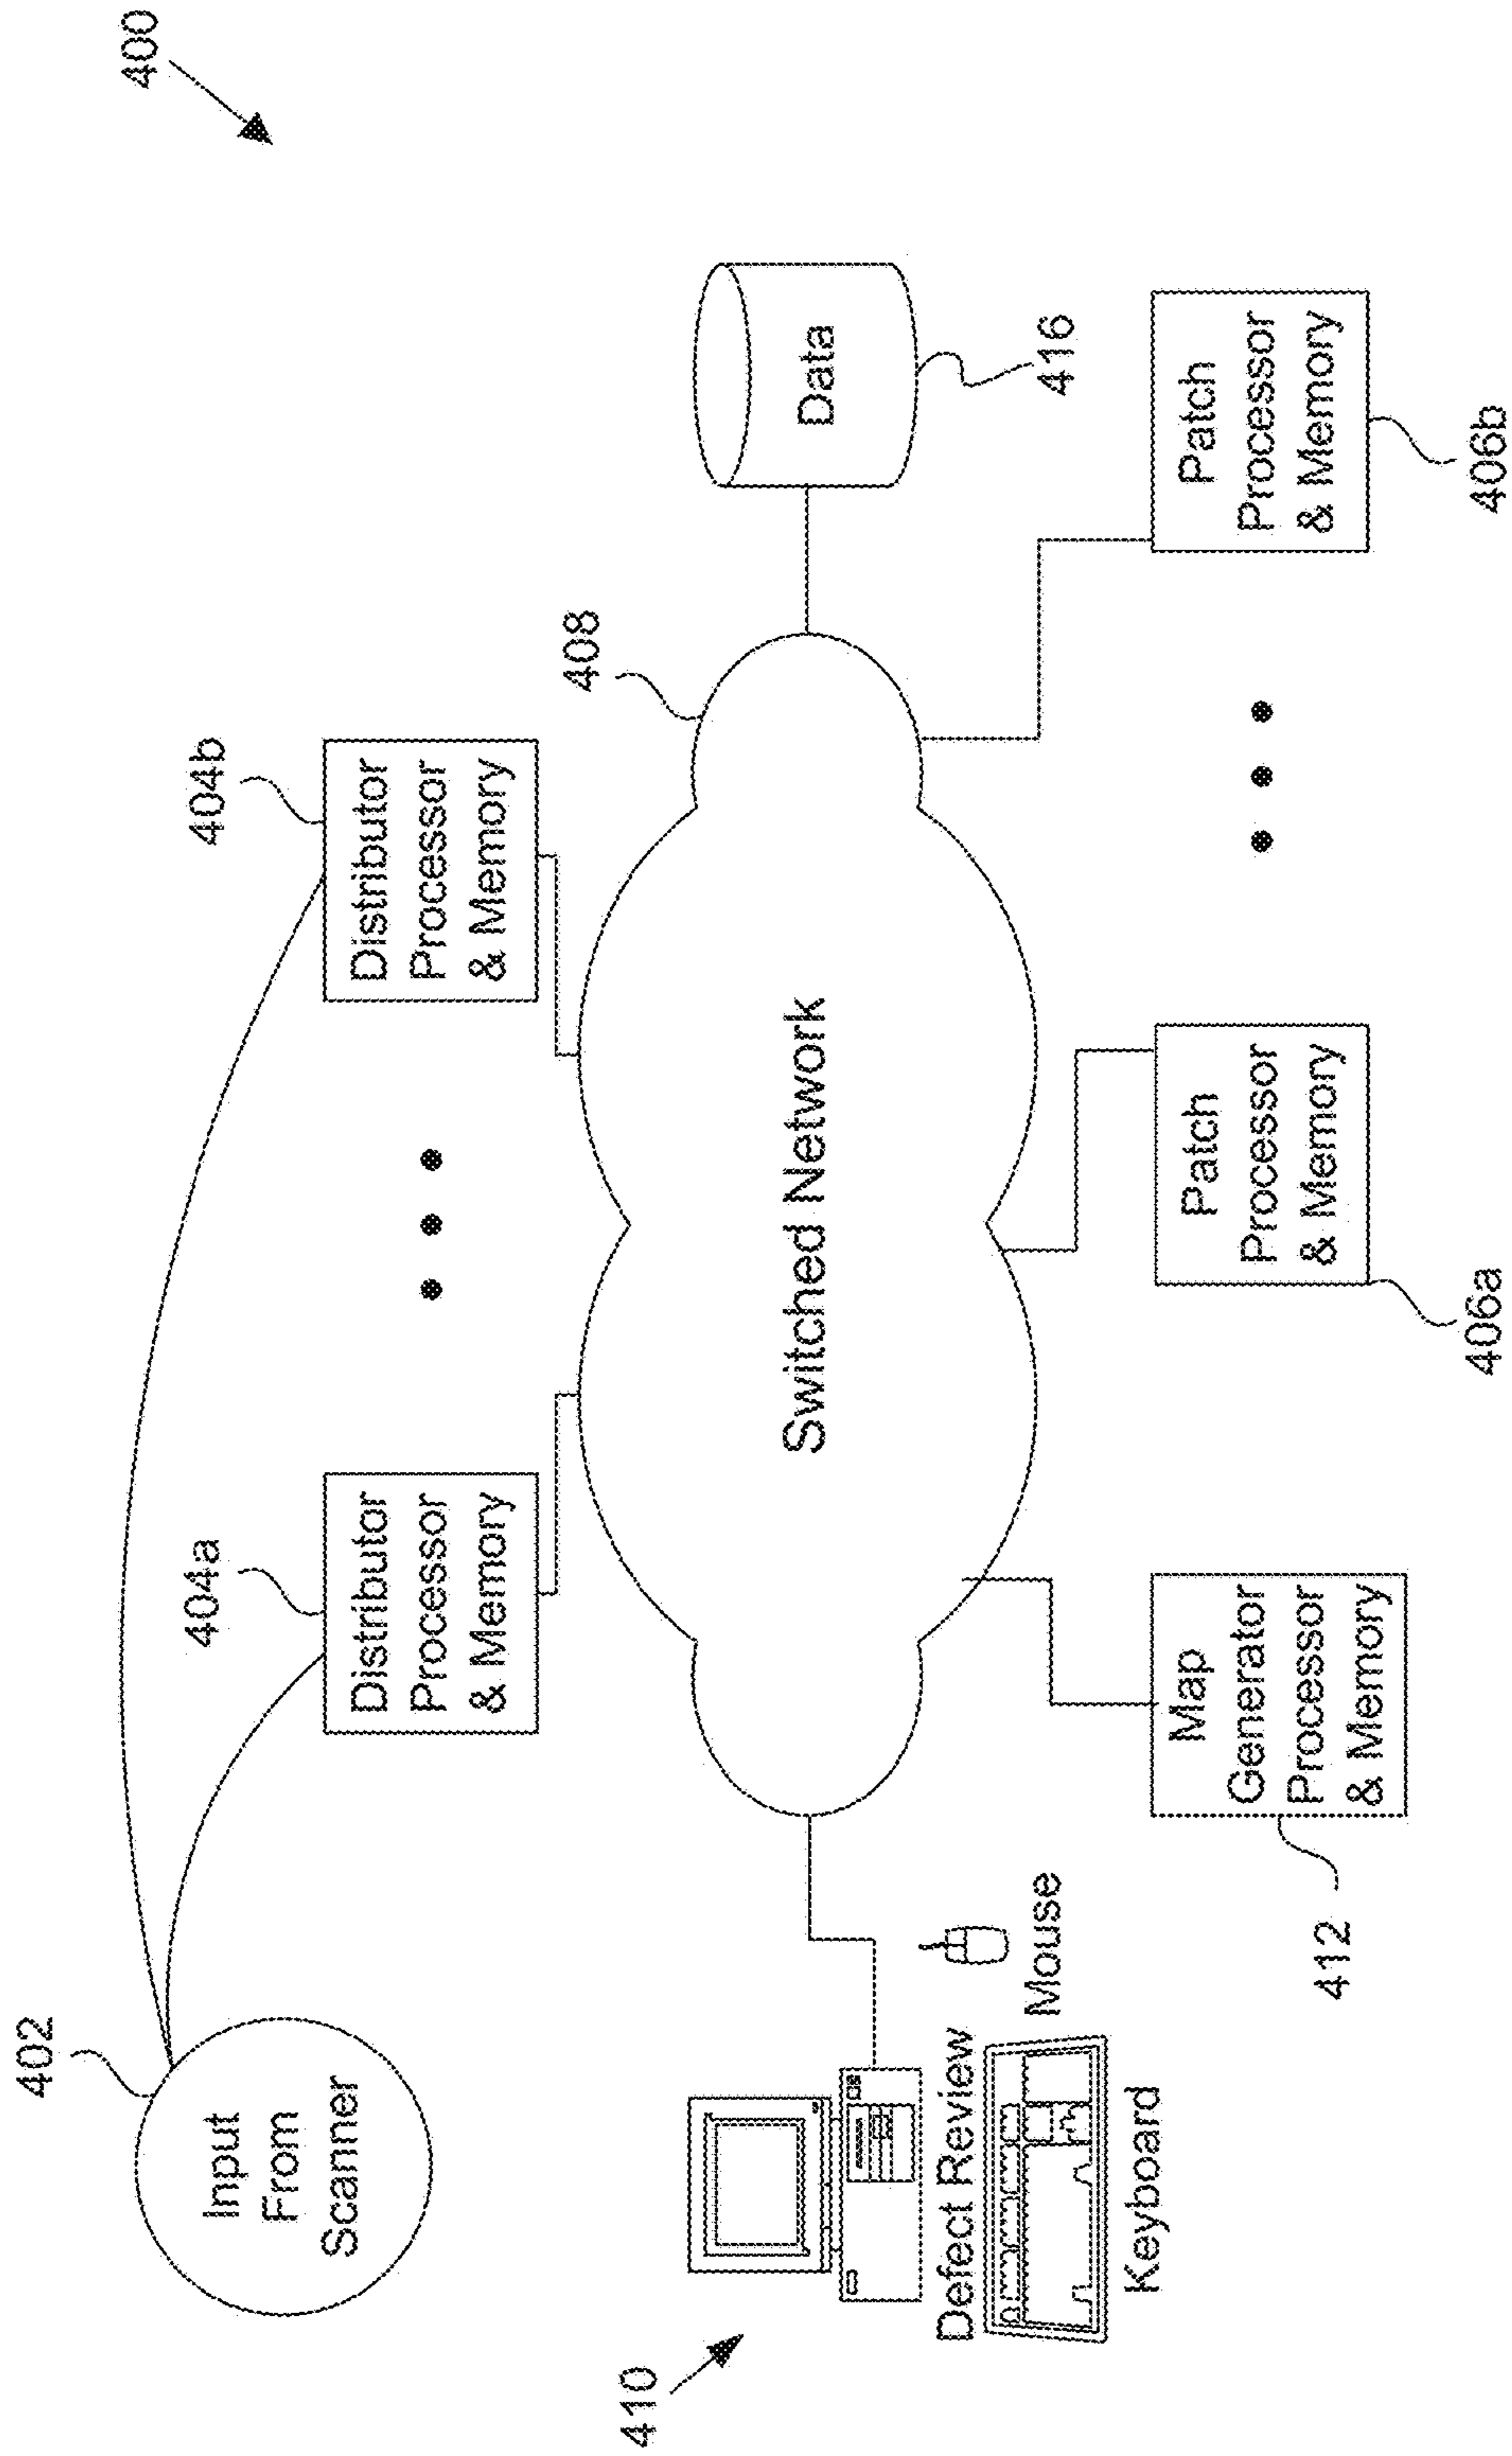 400
402
Input
From
Scanner
404a
Distributor
Processor
& Memory
404b
Distributor
Processor
& Memory
408
Switched Network
Data
416
410
Defect Review
Mouse
Keyboard
Map
Generator
Processor
& Memory
412
Patch
Processor
& Memory
406a
Patch
Processor
& Memory
406b